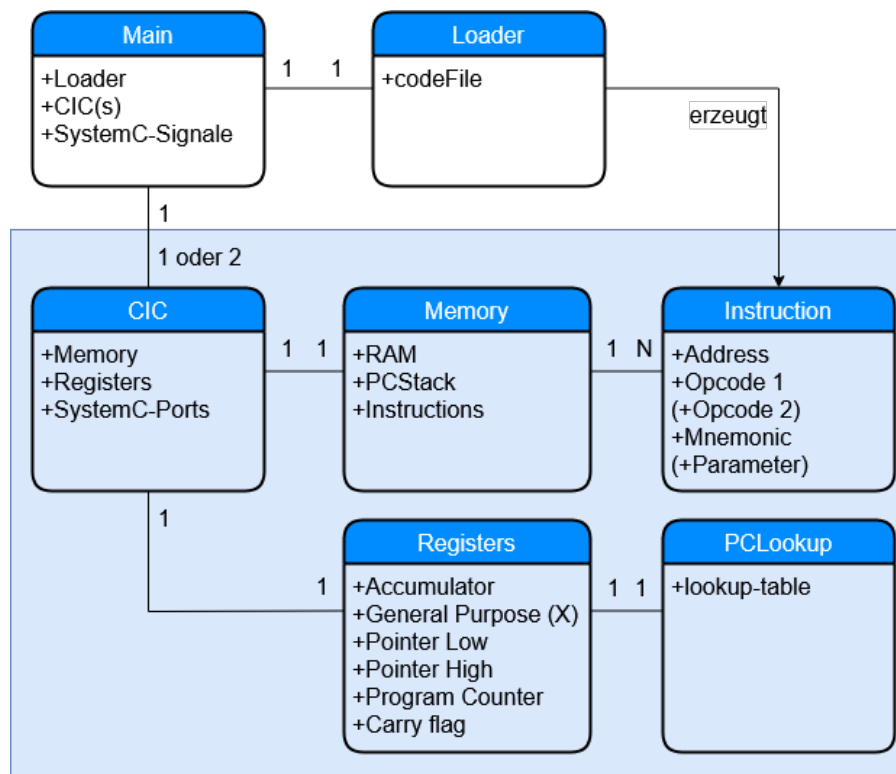 Main
+Loader
+CIC(s)
+SystemC-Signale
1 1
Loader
+codeFile
erzeugt
1
1 oder 2
CIC
+Memory
+Registers
+SystemC-Ports
1 1
Memory
+RAM
+PCStack
+Instructions
1 N
Instruction
+Address
+Opcode 1
(+Opcode 2)
+Mnemonic
(+Parameter)
1
1
Registers
+Accumulator
+General Purpose (X)
+Pointer Low
+Pointer High
+Program Counter
+Carry flag
1 1
PCLookup
+lookup-table